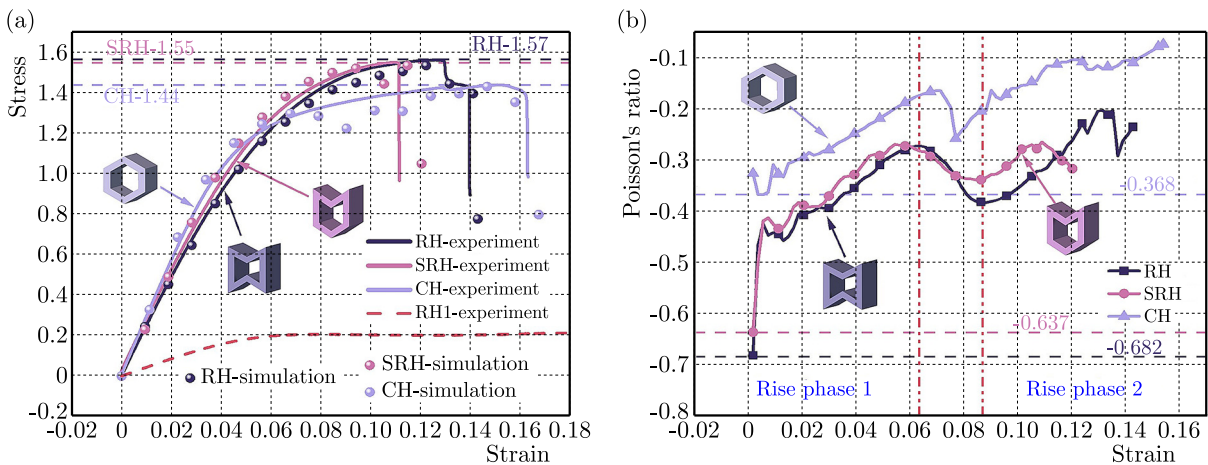 (a)
SRH-1.55
RH-1.57
CH-1.44
Stress
1.6
1.4
1.2
1.0
0.8
0.6
0.4
0.2
0
-0.2
RH-experiment
SRH-experiment
CH-experiment
RH1-experiment
RH-simulation
SRH-simulation
CH-simulation
-0.02 0 0.02 0.04 0.06 0.08 0.10 0.12 0.14 0.16 0.18
Strain
(b)
Poisson's ratio
-0.1
-0.2
-0.3
-0.4
-0.5
-0.6
-0.7
-0.8
-0.368
RH
SRH
CH
-0.637
-0.682
Rise phase 1
Rise phase 2
-0.02 0 0.02 0.04 0.06 0.08 0.10 0.12 0.14 0.16
Strain